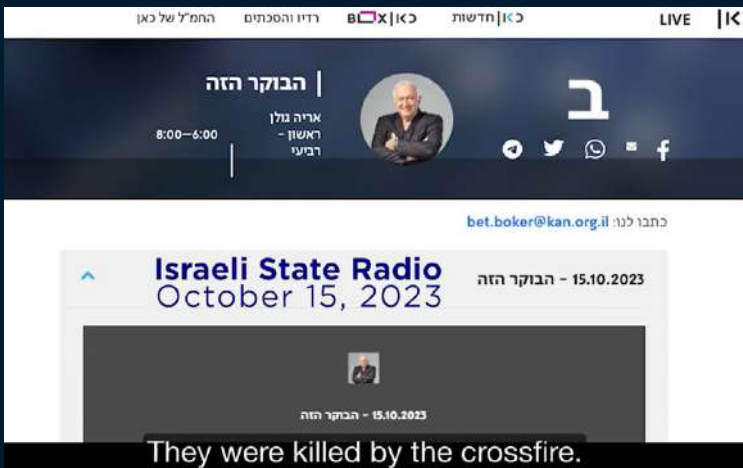 LIVE
כאן|חדשות
כאן|BOX
רדיו והסכתים
החמ"ל של כאן
ב
| הבוקר הזה
אריה גולן
ראשון –
רביעי
8:00—6:00
כתבו לנו: bet.boker@kan.org.il
15.10.2023 – הבוקר הזה
Israeli State Radio
October 15, 2023
15.10.2023 – הבוקר הזה
They were killed by the crossfire.